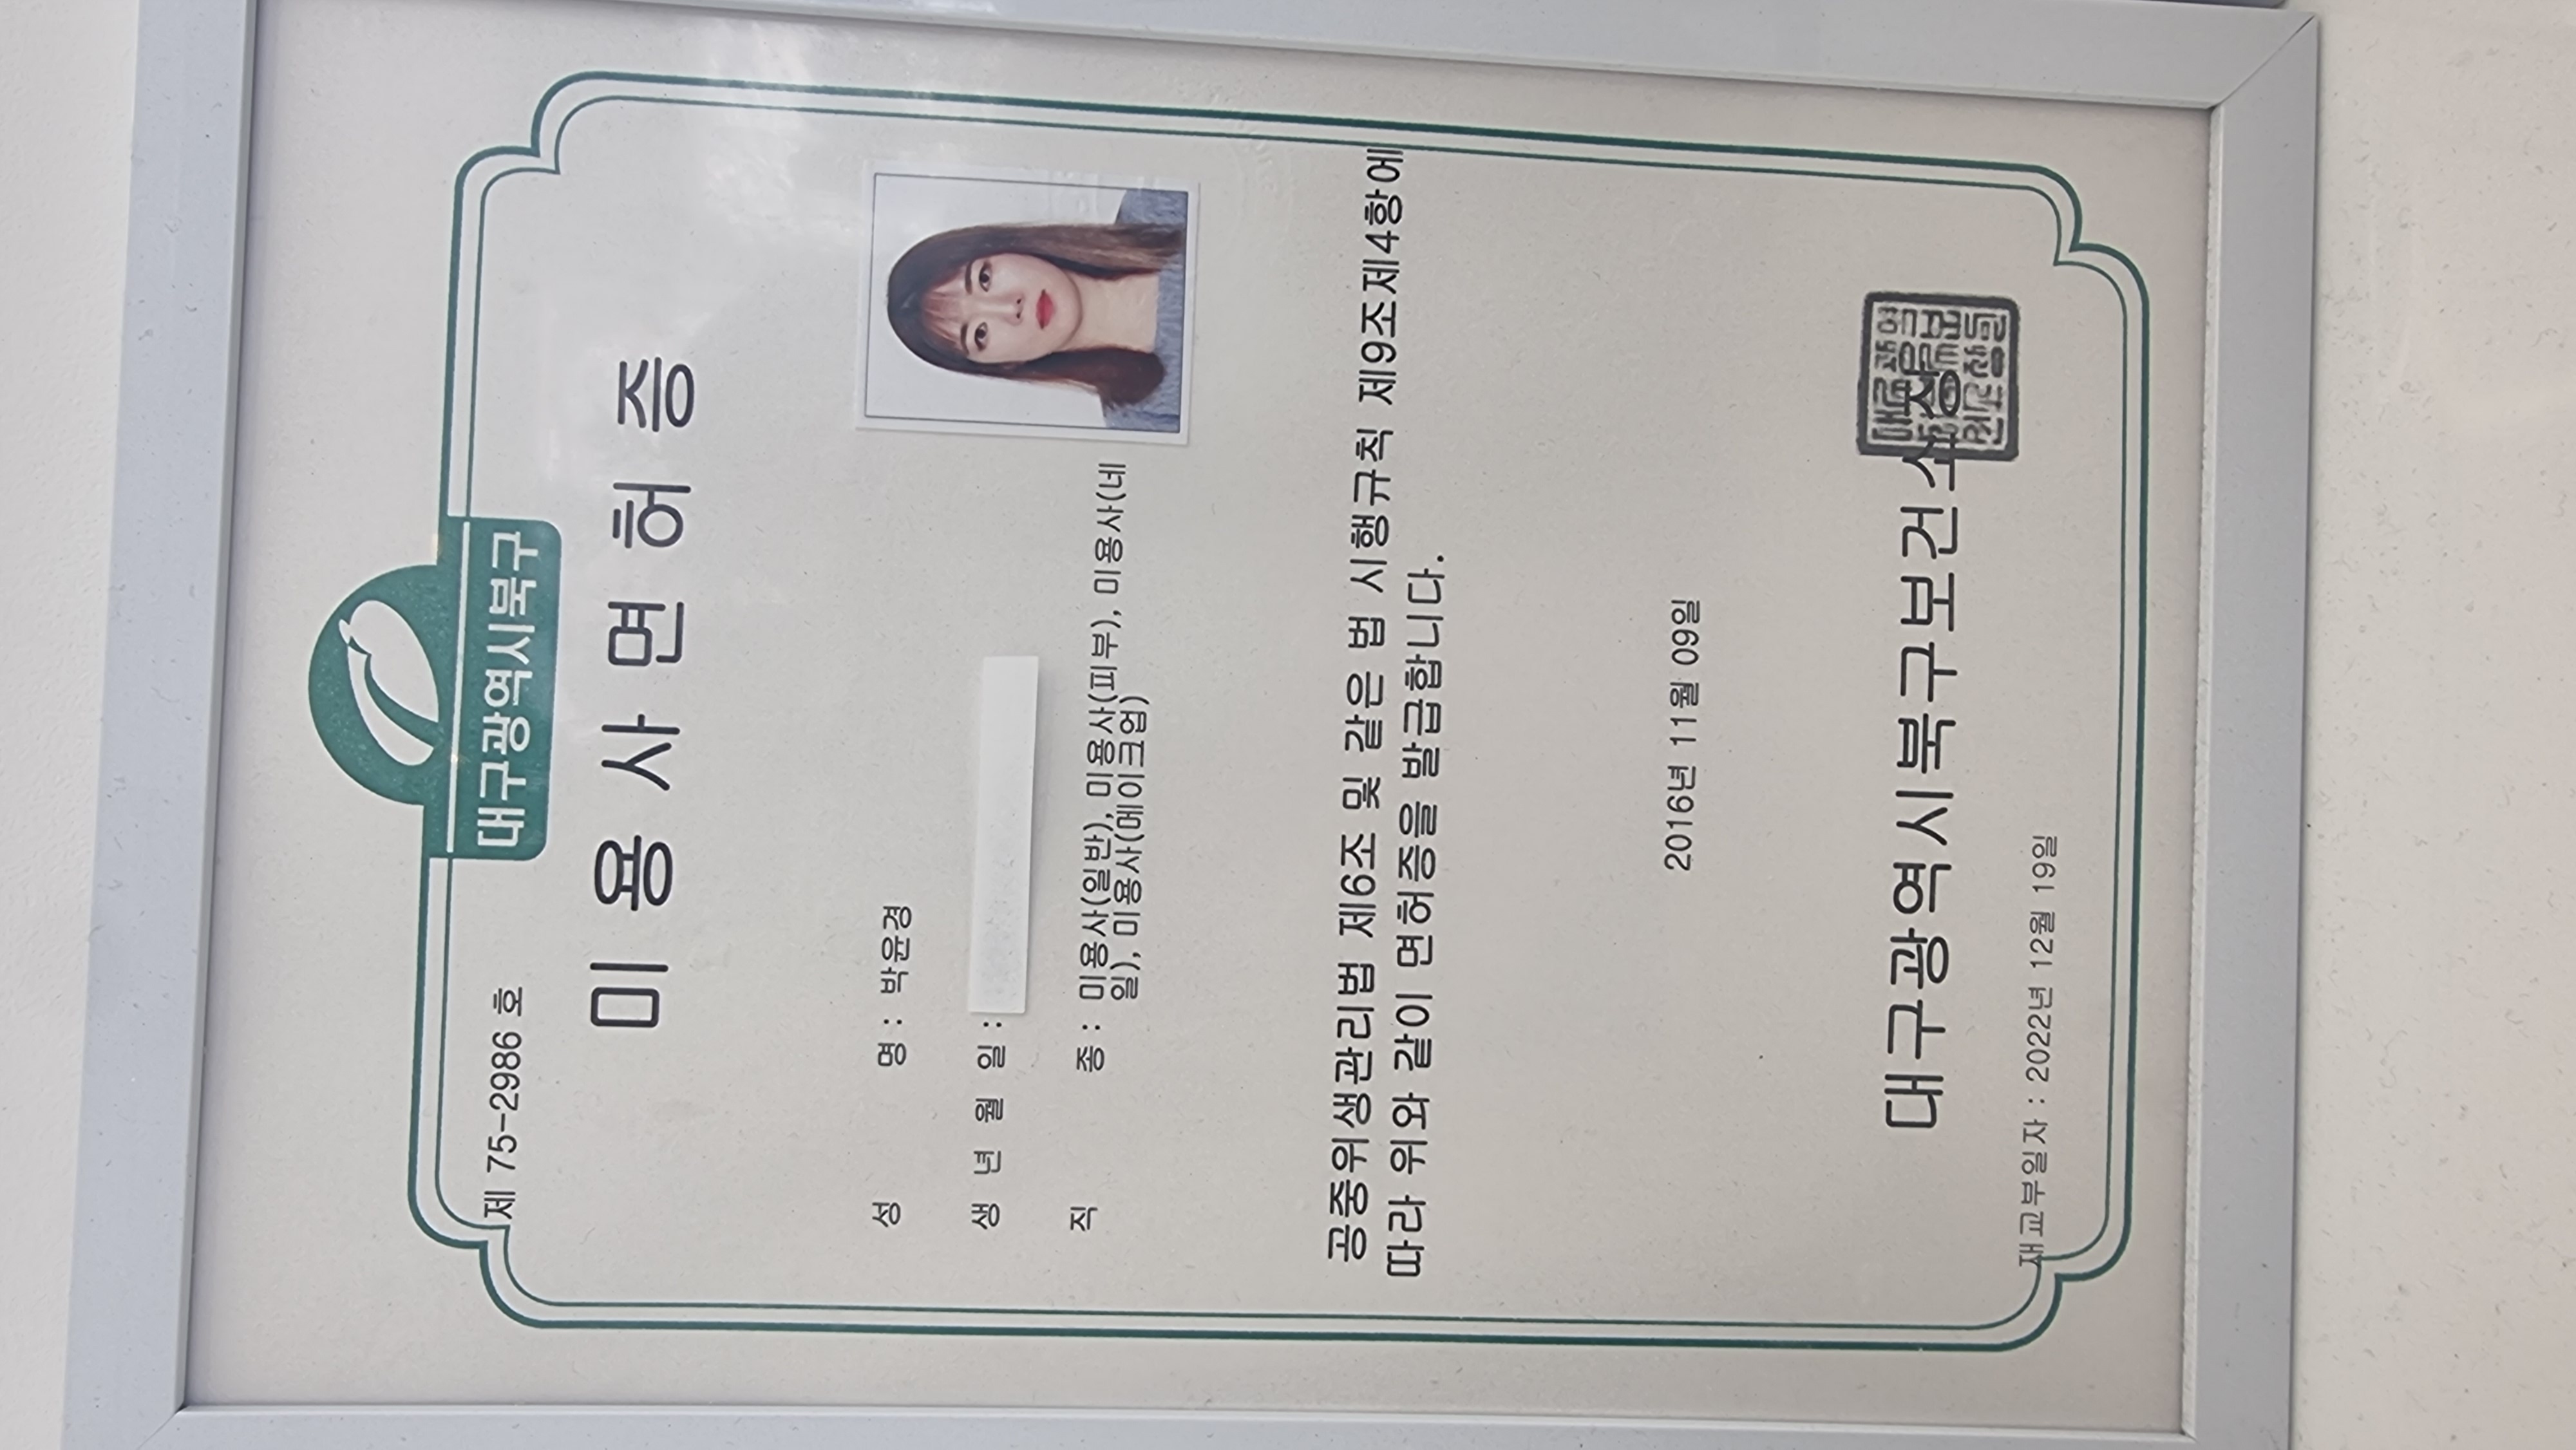 대구광역시북구
제 75-2986 호
미 용 사 면 허 증
성 명 : 박윤경
생 년 월 일 :
직 종 : 미용사(일반), 미용사(피부), 미용사(네
일), 미용사(메이크업)
공중위생관리법 제6조 및 같은 법 시행규칙 제9조제4항에
따라 위와 같이 면허증을 발급합니다.
2016년 11월 09일
대구광역시북구보건소장
재교부일자 : 2022년 12월 19일